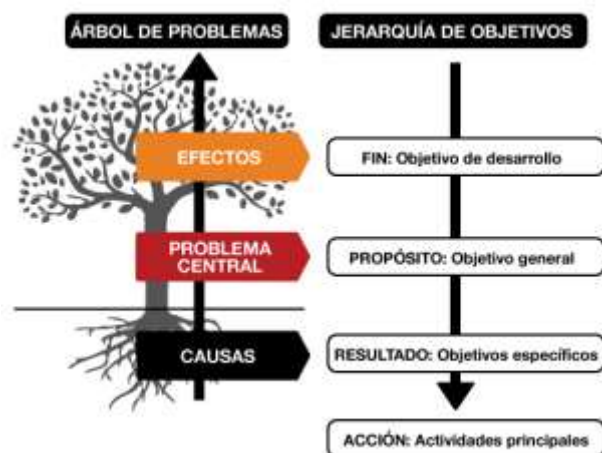 ÁRBOL DE PROBLEMAS
JERARQUÍA DE OBJETIVOS
EFECTOS
FIN: Objetivo de desarrollo
PROBLEMA
CENTRAL
PROPÓSITO: Objetivo general
CAUSAS
RESULTADO: Objetivos específicos
ACCIÓN: Actividades principales